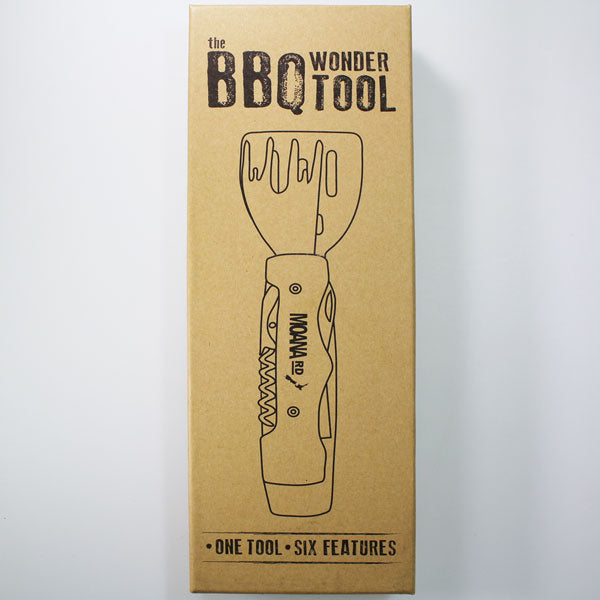 the
BBQ WONDER
TOOL
MOANA RD
• ONE TOOL • SIX FEATURES